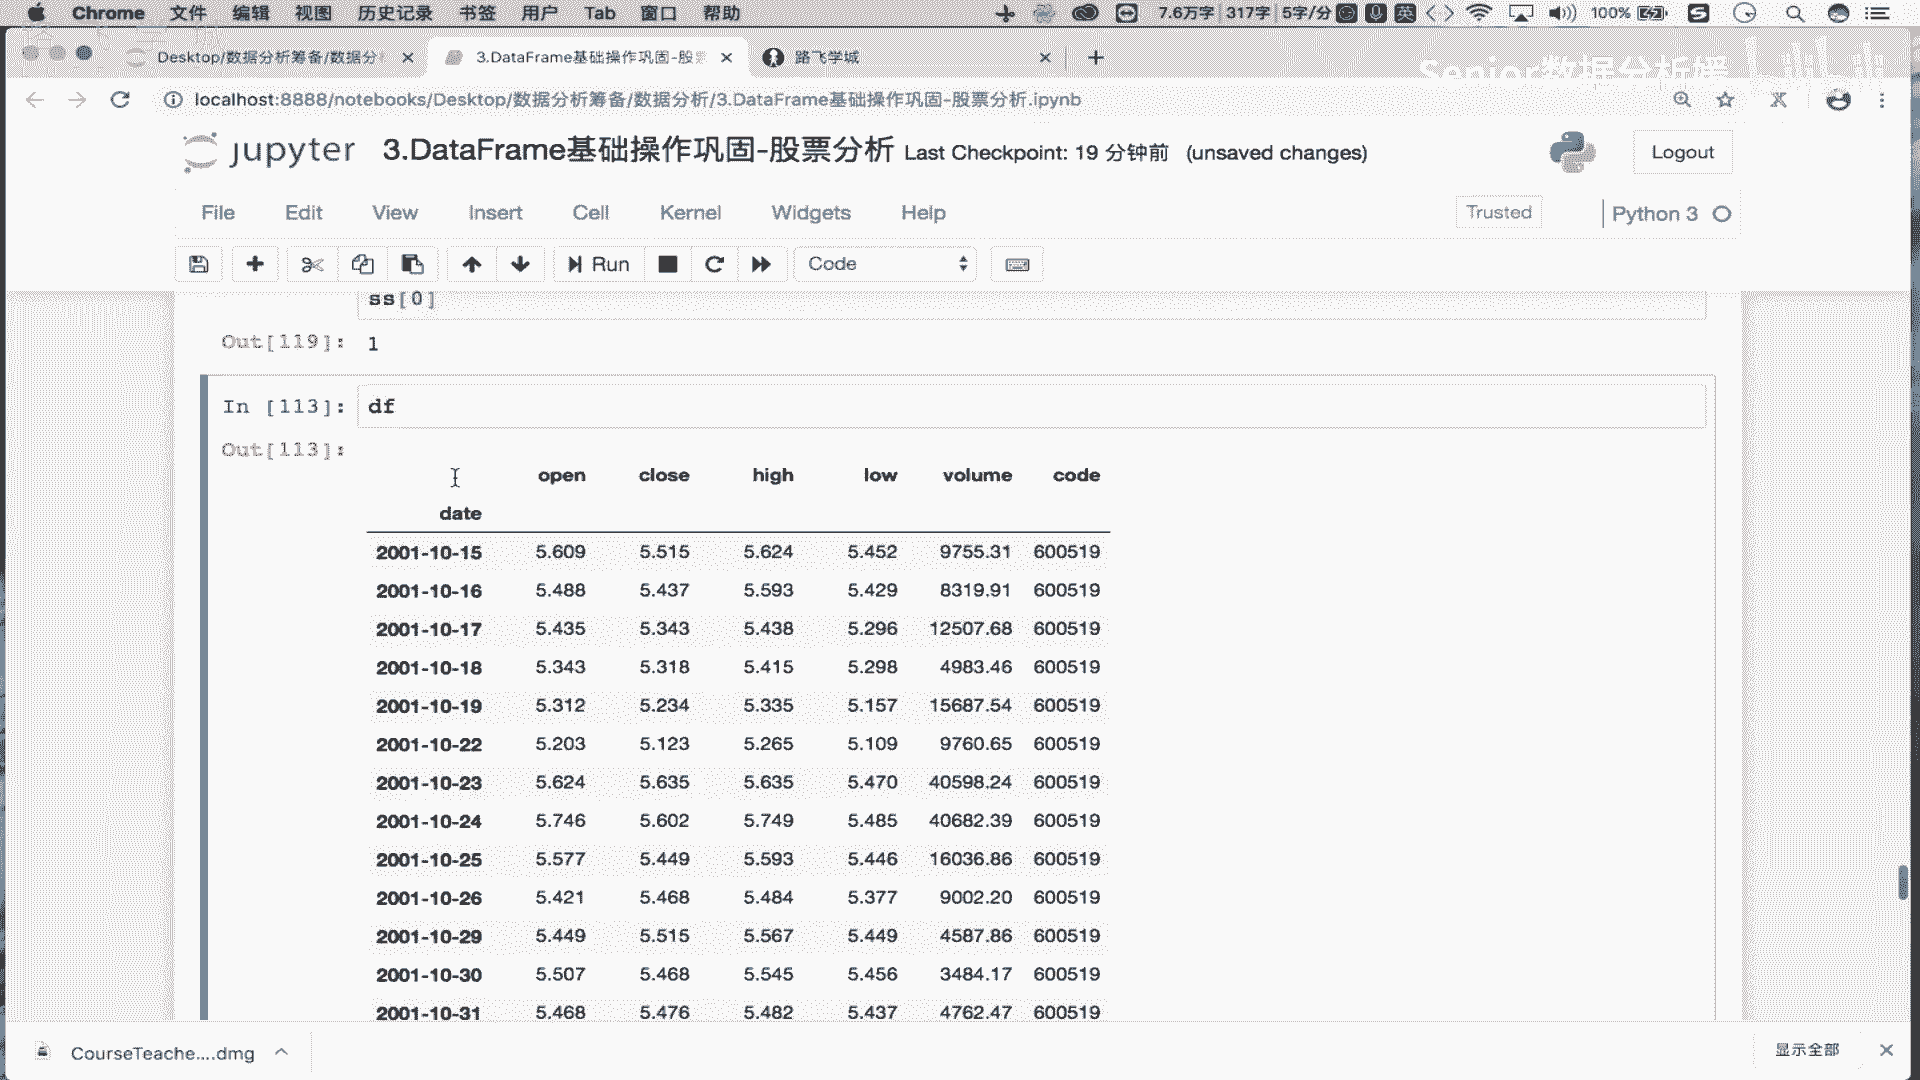 Chrome 文件 编辑 视图 历史记录 书签 用户 Tab 窗口 帮助 7.6万字 317字 5字/分 英 100%
Desktop/数据分析筹备/数据分 3.DataFrame基础操作巩固-股 路飞学城
Senior数据分析
localhost:8888/notebooks/Desktop/数据分析筹备/数据分析/3.DataFrame基础操作巩固-股票分析.ipynb
jupyter 3.DataFrame基础操作巩固-股票分析 Last Checkpoint: 19 分钟前 (unsaved changes) Logout
File Edit View Insert Cell Kernel Widgets Help Trusted Python 3
Run Code
ss[0]
Out[119]: 1
In [113]: df
Out[113]:
open close high low volume code
date
2001-10-15 5.609 5.515 5.624 5.452 9755.31 600519
2001-10-16 5.488 5.437 5.593 5.429 8319.91 600519
2001-10-17 5.435 5.343 5.438 5.296 12507.68 600519
2001-10-18 5.343 5.318 5.415 5.298 4983.46 600519
2001-10-19 5.312 5.234 5.335 5.157 15687.54 600519
2001-10-22 5.203 5.123 5.265 5.109 9760.65 600519
2001-10-23 5.624 5.635 5.635 5.470 40598.24 600519
2001-10-24 5.746 5.602 5.749 5.485 40682.39 600519
2001-10-25 5.577 5.449 5.593 5.446 16036.86 600519
2001-10-26 5.421 5.468 5.484 5.377 9002.20 600519
2001-10-29 5.449 5.515 5.567 5.449 4587.86 600519
2001-10-30 5.507 5.468 5.545 5.456 3484.17 600519
2001-10-31 5.468 5.476 5.482 5.437 4762.47 600519
CourseTeache....dmg 显示全部